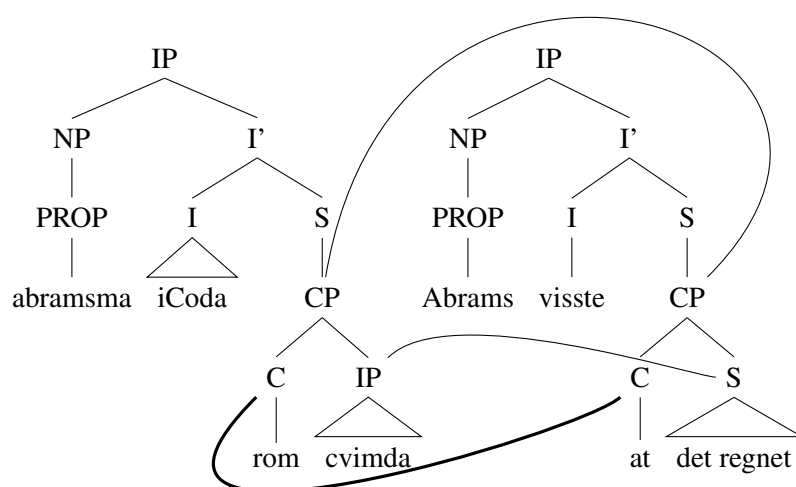 IP IP
NP I' NP I'
PROP I S PROP I S
abramsma iCoda CP Abrams visste CP
C IP C S
rom cvimda at det regnet